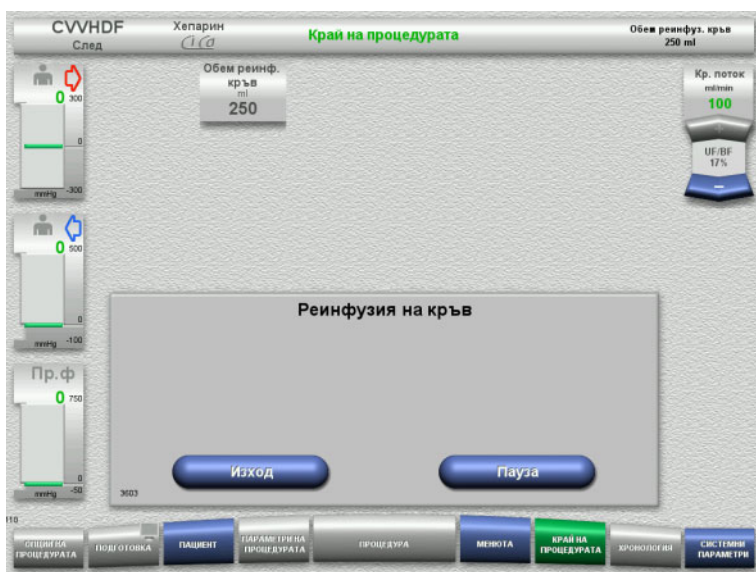 CVVHDF
След
Хепарин
Ci Ca
Край на процедурата
Обем реинфуз. кръв
250 ml
0
300
0
-300
mmHg
Обем реинф.
кръв
ml
250
Кр. поток
ml/min
100
+
UF/BF
17%
–
0
500
0
-100
mmHg
Пр.ф
0
750
0
-50
mmHg
Реинфузия на кръв
Изход
Пауза
3603
ОПЦИИ НА
ПРОЦЕДУРАТА
ПОДГОТОВКА
ПАЦИЕНТ
ПАРАМЕТРИ НА
ПРОЦЕДУРАТА
ПРОЦЕДУРА
МЕНЮТА
КРАЙ НА
ПРОЦЕДУРАТА
ХРОНОЛОГИЯ
СИСТЕМНИ
ПАРАМЕТРИ